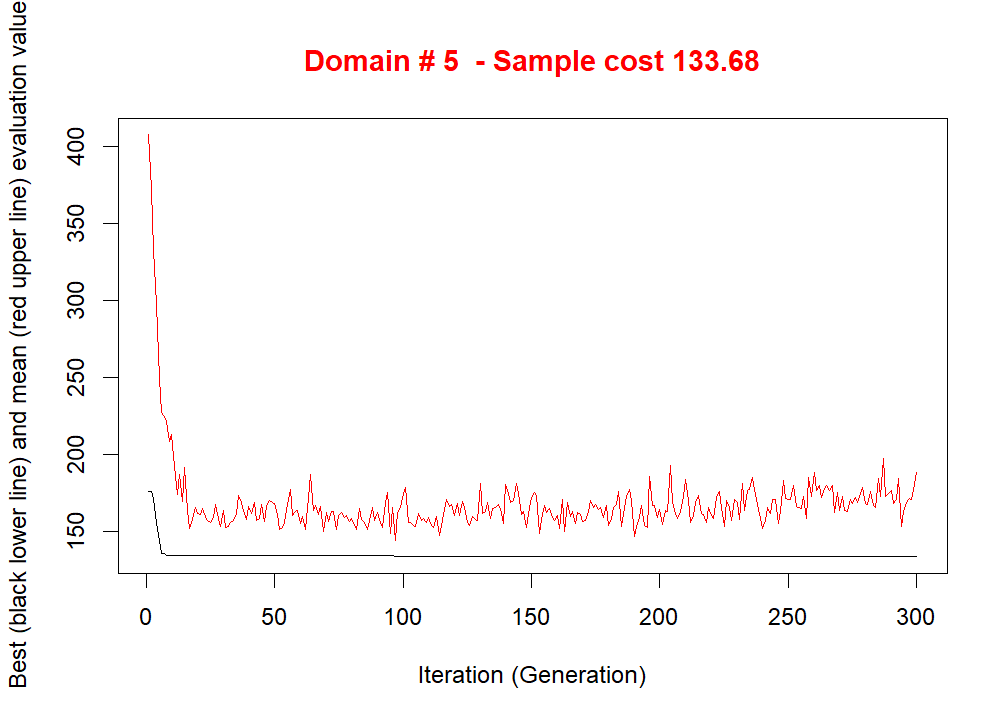 Domain # 5  - Sample cost 133.68
Best (black lower line) and mean (red upper line) evaluation value
400
350
300
250
200
150
0 50 100 150 200 250 300
Iteration (Generation)